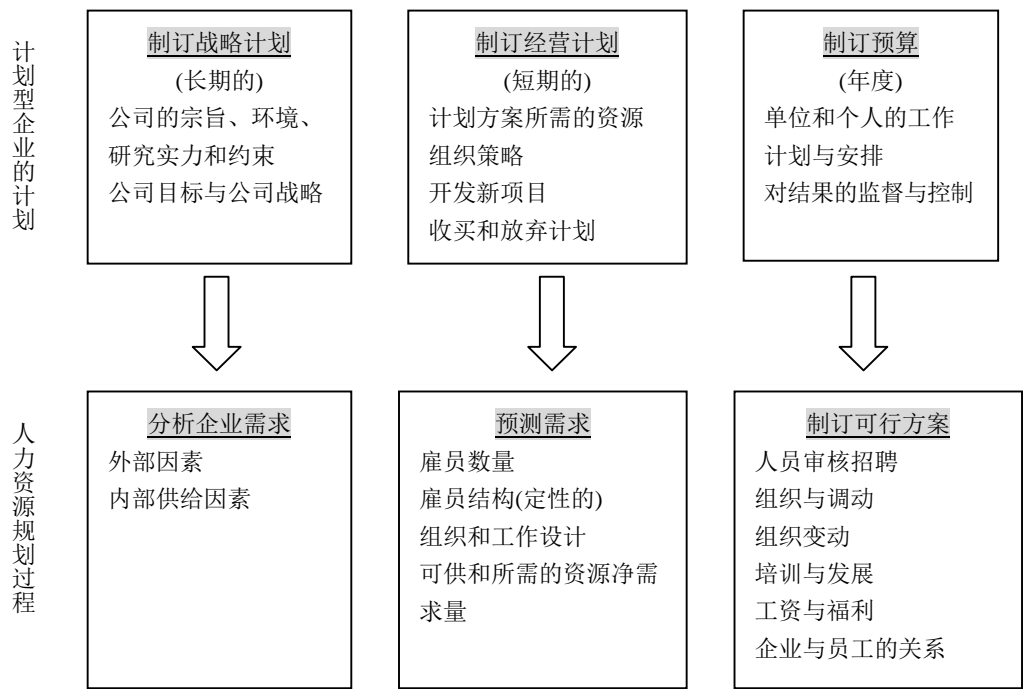 计划型企业的计划
制订战略计划
(长期的)
公司的宗旨、环境、
研究实力和约束
公司目标与公司战略
制订经营计划
(短期的)
计划方案所需的资源
组织策略
开发新项目
收买和放弃计划
制订预算
(年度)
单位和个人的工作
计划与安排
对结果的监督与控制
人力资源规划过程
分析企业需求
外部因素
内部供给因素
预测需求
雇员数量
雇员结构(定性的)
组织和工作设计
可供和所需的资源净需
求量
制订可行方案
人员审核招聘
组织与调动
组织变动
培训与发展
工资与福利
企业与员工的关系